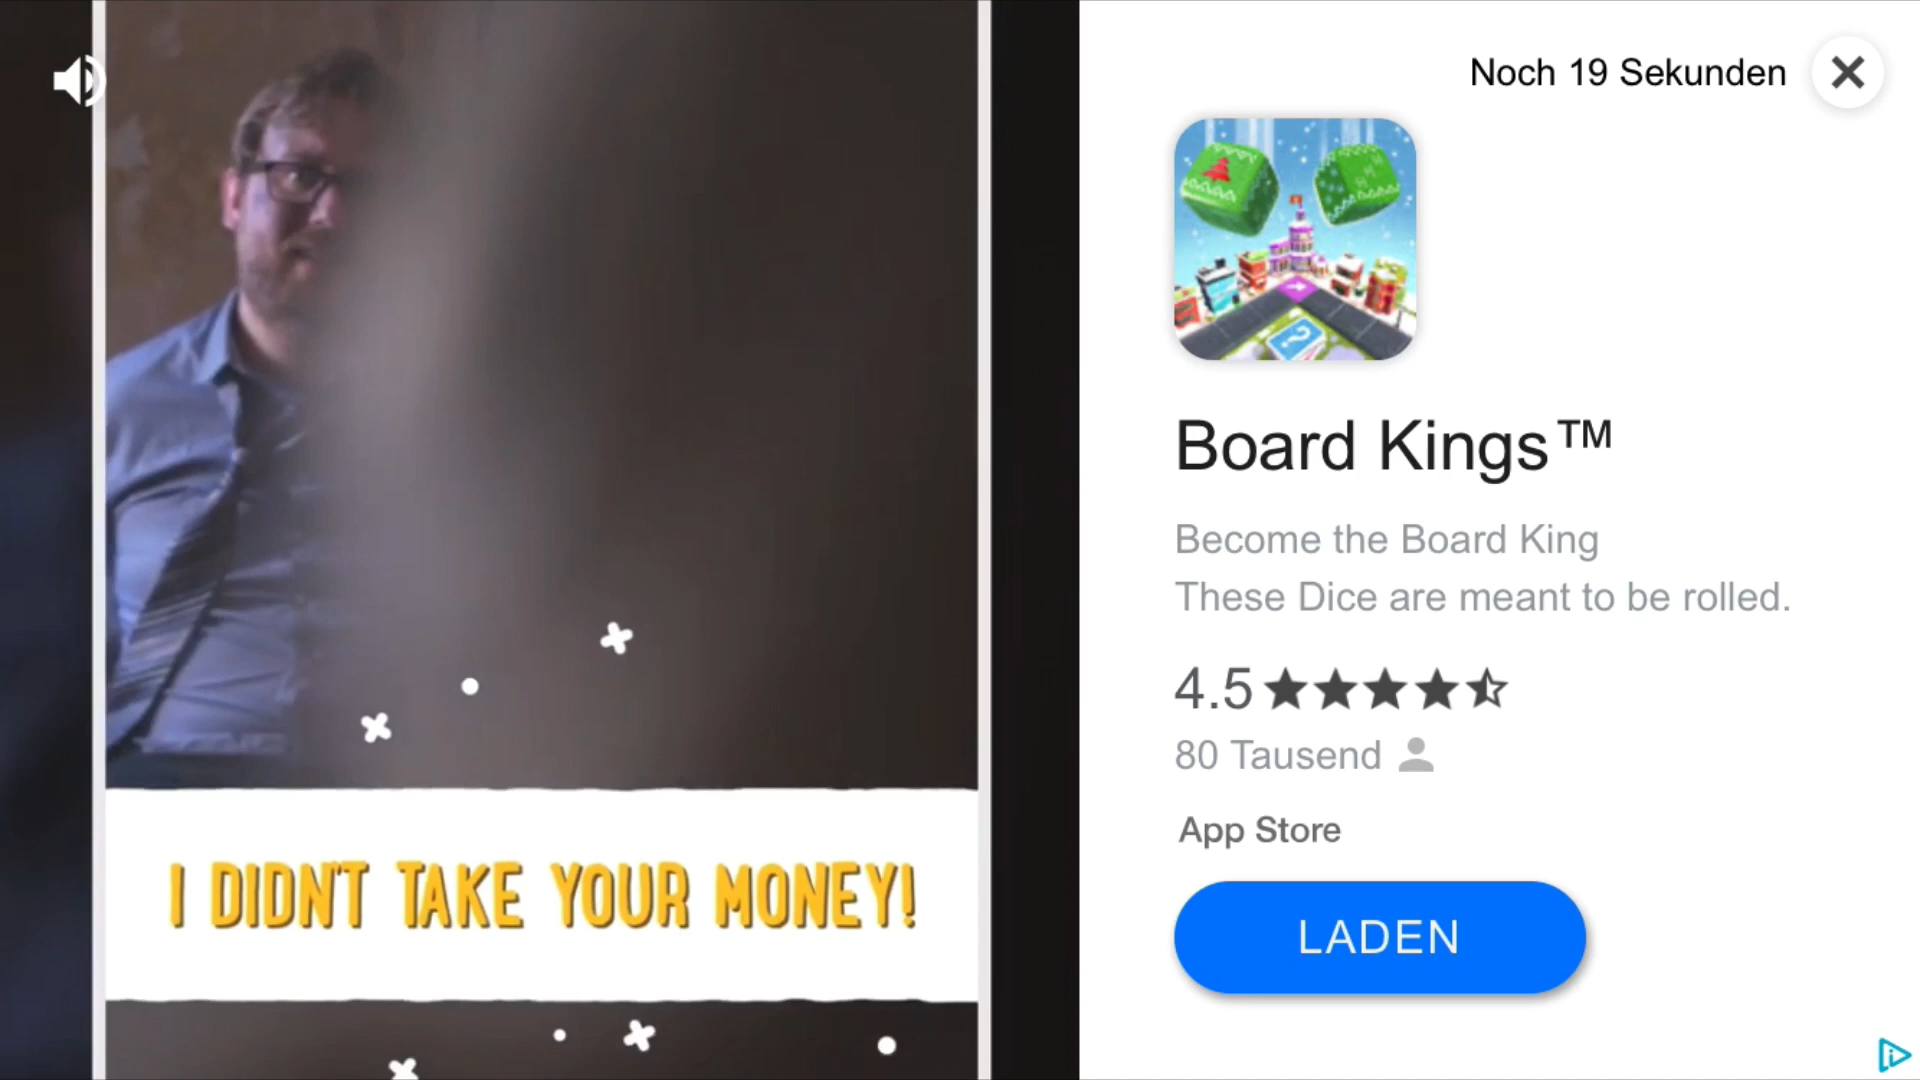 Noch 19 Sekunden
Board Kings™
Become the Board King
These Dice are meant to be rolled.
4.5
80 Tausend
App Store
LADEN
I DIDN'T TAKE YOUR MONEY!